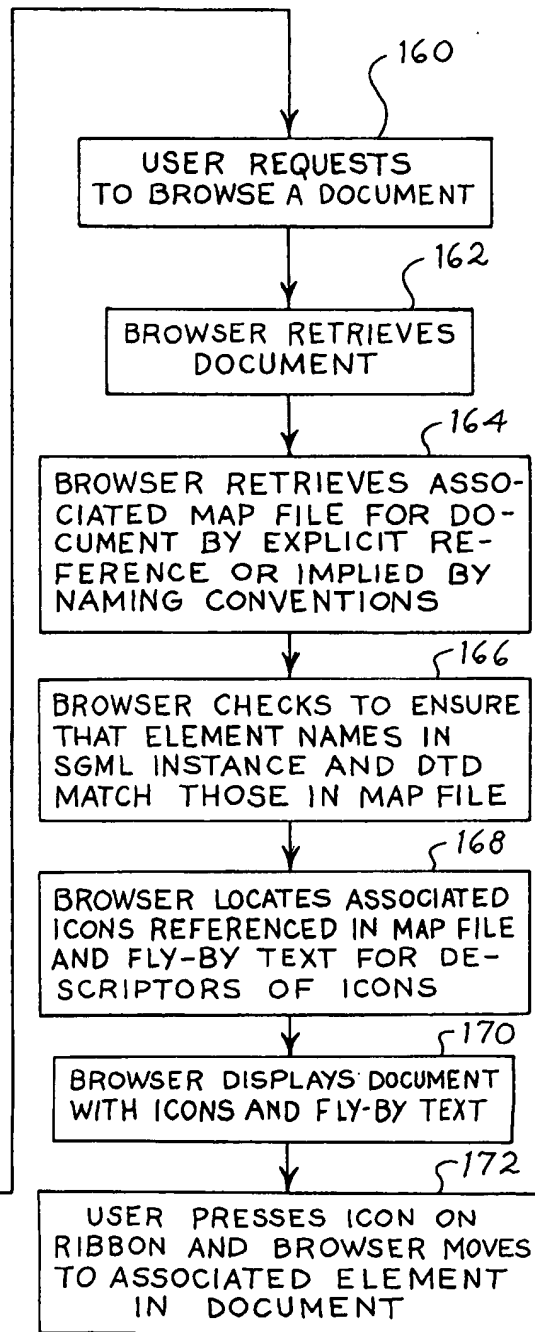 160
USER REQUESTS
TO BROWSE A DOCUMENT
162
BROWSER RETRIEVES
DOCUMENT
164
BROWSER RETRIEVES ASSO-
CIATED MAP FILE FOR DO-
CUMENT BY EXPLICIT RE-
FERENCE OR IMPLIED BY
NAMING CONVENTIONS
166
BROWSER CHECKS TO ENSURE
THAT ELEMENT NAMES IN
SGML INSTANCE AND DTD
MATCH THOSE IN MAP FILE
168
BROWSER LOCATES ASSOCIATED
ICONS REFERENCED IN MAP FILE
AND FLY-BY TEXT FOR DE-
SCRIPTORS OF ICONS
170
BROWSER DISPLAYS DOCUMENT
WITH ICONS AND FLY-BY TEXT
172
USER PRESSES ICON ON
RIBBON AND BROWSER MOVES
TO ASSOCIATED ELEMENT
IN DOCUMENT